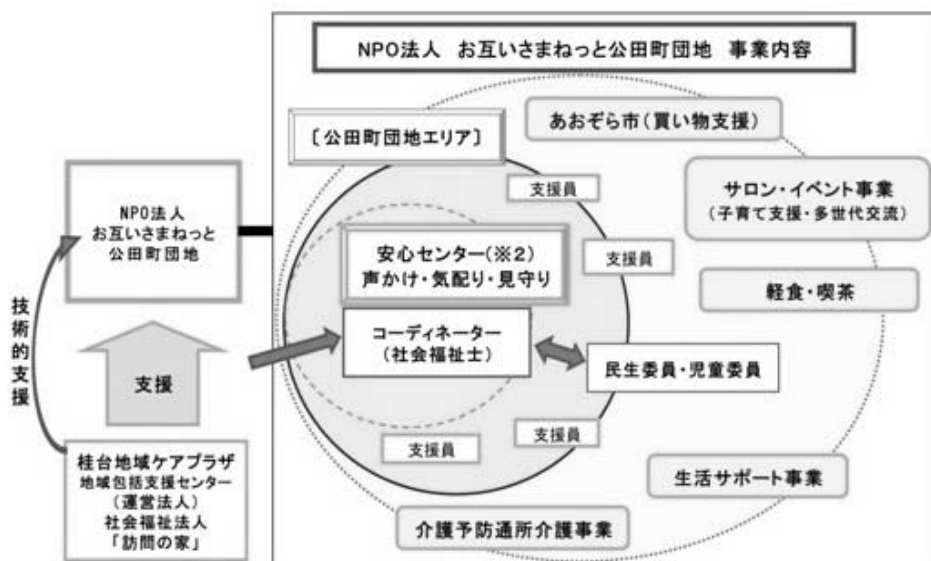 NPO法人 お互いさまねっと公田町団地 事業内容
あおぞら市(買い物支援)
[公田町団地エリア]
支援員
サロン・イベント事業
(子育て支援・多世代交流)
NPO法人
お互いさまねっと
公田町団地
安心センター(※2)
声かけ・気配り・見守り
支援員
軽食・喫茶
コーディネーター
(社会福祉士)
民生委員・児童委員
技術的支援
支援
支援員
支援員
桂台地域ケアプラザ
地域包括支援センター
(運営法人)
社会福祉法人
「訪問の家」
生活サポート事業
介護予防通所介護事業